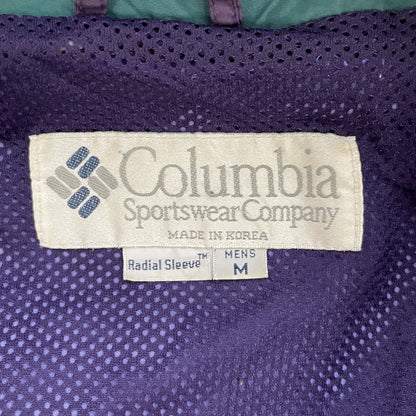 Columbia
Sportswear Company
MADE IN KOREA
Radial Sleeve™
MENS
M